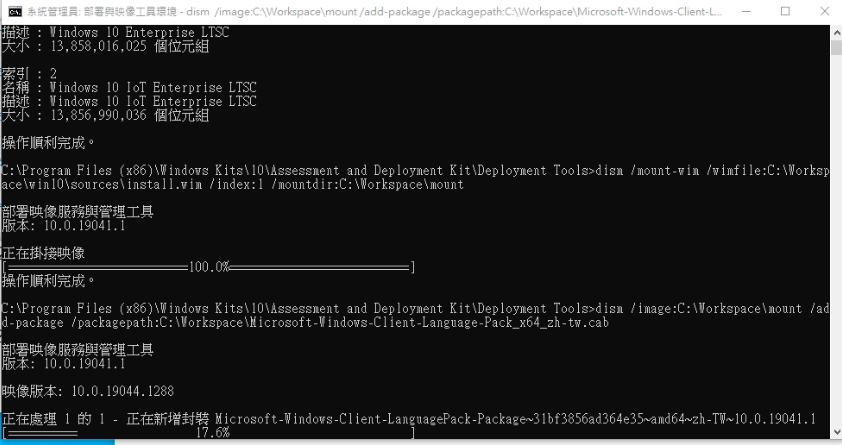 系統管理員: 部署與映像工具環境 - dism /image:C:\Workspace\mount /add-package /packagepath:C:\Workspace\Microsoft-Windows-Client-L...
描述 : Windows 10 Enterprise LTSC
大小 : 13,858,016,025 個位元組
索引 : 2
名稱 : Windows 10 IoT Enterprise LTSC
描述 : Windows 10 IoT Enterprise LTSC
大小 : 13,856,990,036 個位元組
操作順利完成。
C:\Program Files (x86)\Windows Kits\10\Assessment and Deployment Kit\Deployment Tools>dism /mount-wim /wimfile:C:\Worksp
ace\win10\sources\install.wim /index:1 /mountdir:C:\Workspace\mount
部署映像服務與管理工具
版本: 10.0.19041.1
正在掛接映像
[==========================100.0%==========================]
操作順利完成。
C:\Program Files (x86)\Windows Kits\10\Assessment and Deployment Kit\Deployment Tools>dism /image:C:\Workspace\mount /ad
d-package /packagepath:C:\Workspace\Microsoft-Windows-Client-Language-Pack_x64_zh-tw.cab
部署映像服務與管理工具
版本: 10.0.19041.1
映像版本: 10.0.19044.1288
正在處理 1 的 1 - 正在新增封裝 Microsoft-Windows-Client-LanguagePack-Package~31bf3856ad364e35~amd64~zh-TW~10.0.19041.1
[==========                 17.6%                          ]